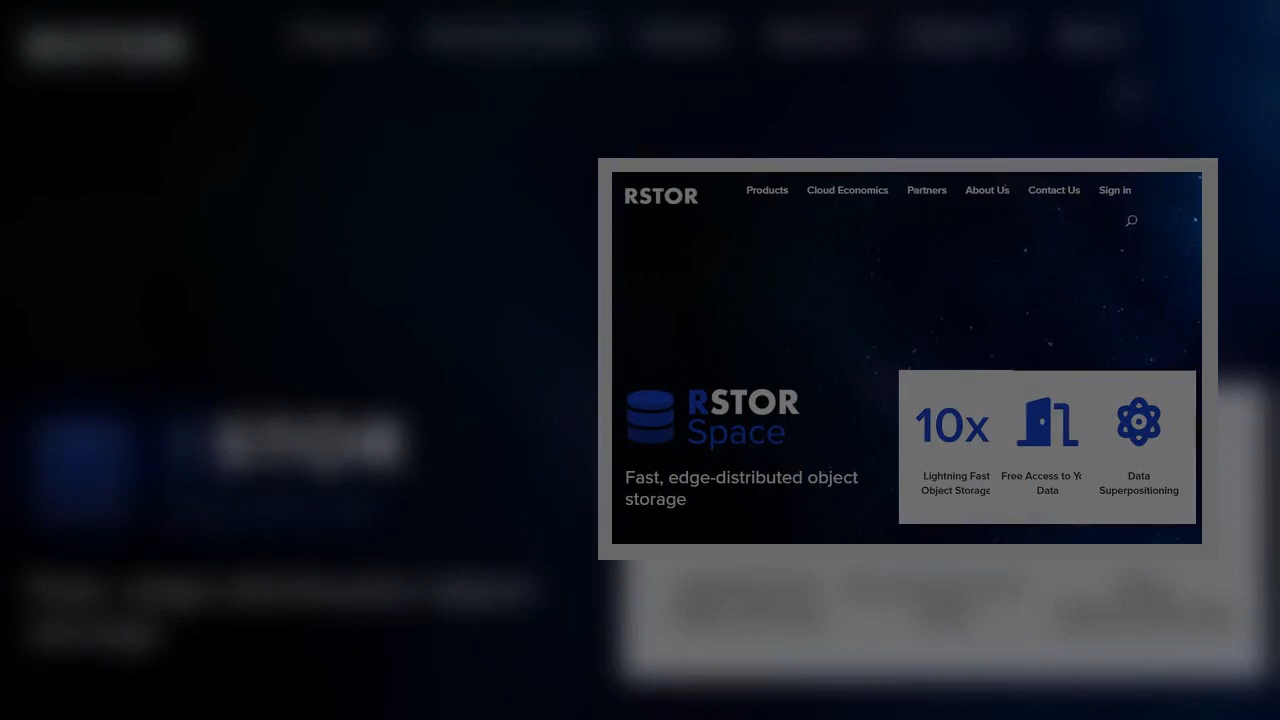 RSTOR
Products Cloud Economics Partners About Us Contact Us Sign in
RSTOR
Space
Fast, edge-distributed object
storage
10x
Lightning Fast
Object Storage
Free Access to Yo
Data
Data
Superpositioning